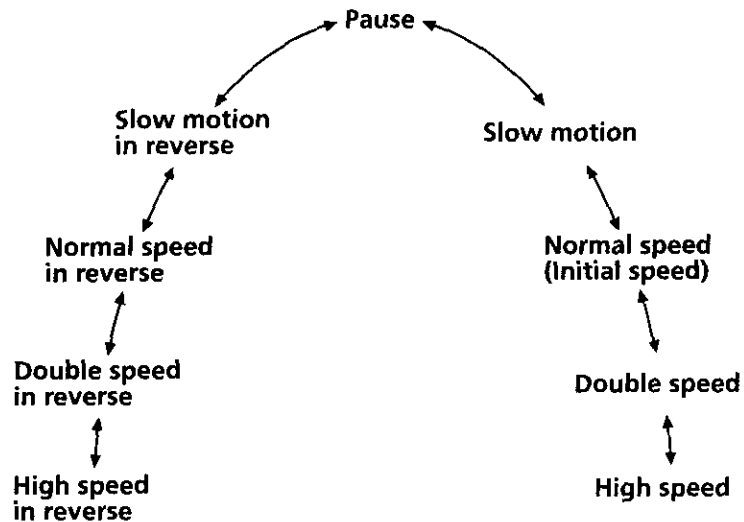 Pause
Slow motion
in reverse
Slow motion
Normal speed
in reverse
Normal speed
(Initial speed)
Double speed
in reverse
Double speed
High speed
in reverse
High speed